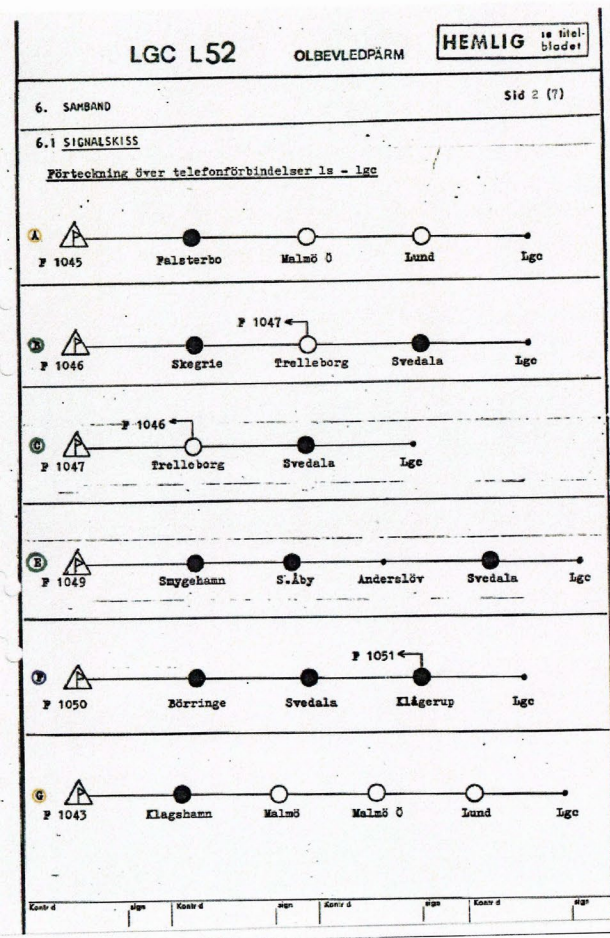 LGC L52 OLBEVLEDPÄRM HEMLIG se titel-
bladet
6. SAMBAND Sid 2 (7)
6.1 SIGNALSKISS
Förteckning över telefonförbindelser ls - lgc
A
F 1045 Falsterbo Malmö Ö Lund Lgc
F 1047
B
F 1046 Skegrie Trelleborg Svedala Lgc
F 1046
C
F 1047 Trelleborg Svedala Lgc
E
F 1049 Smygehamn S.Åby Anderslöv Svedala Lgc
F 1051
F
F 1050 Börringe Svedala Klågerup Lgc
G
F 1043 Klagshamn Malmö Malmö Ö Lund Lgc
Kontr d sign Kontr d sign Kontr d sign Kontr d sign